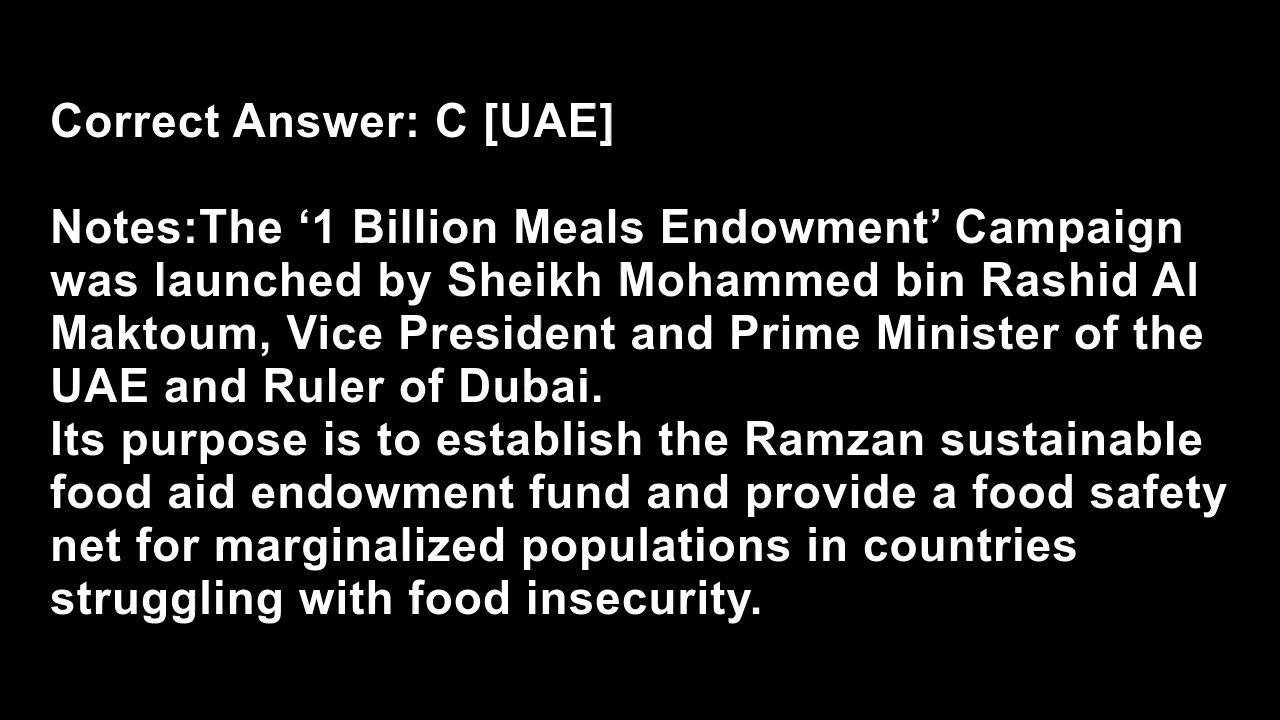 Correct Answer: C [UAE]
Notes:The ‘1 Billion Meals Endowment’ Campaign
was launched by Sheikh Mohammed bin Rashid Al
Maktoum, Vice President and Prime Minister of the
UAE and Ruler of Dubai.
Its purpose is to establish the Ramzan sustainable
food aid endowment fund and provide a food safety
net for marginalized populations in countries
struggling with food insecurity.